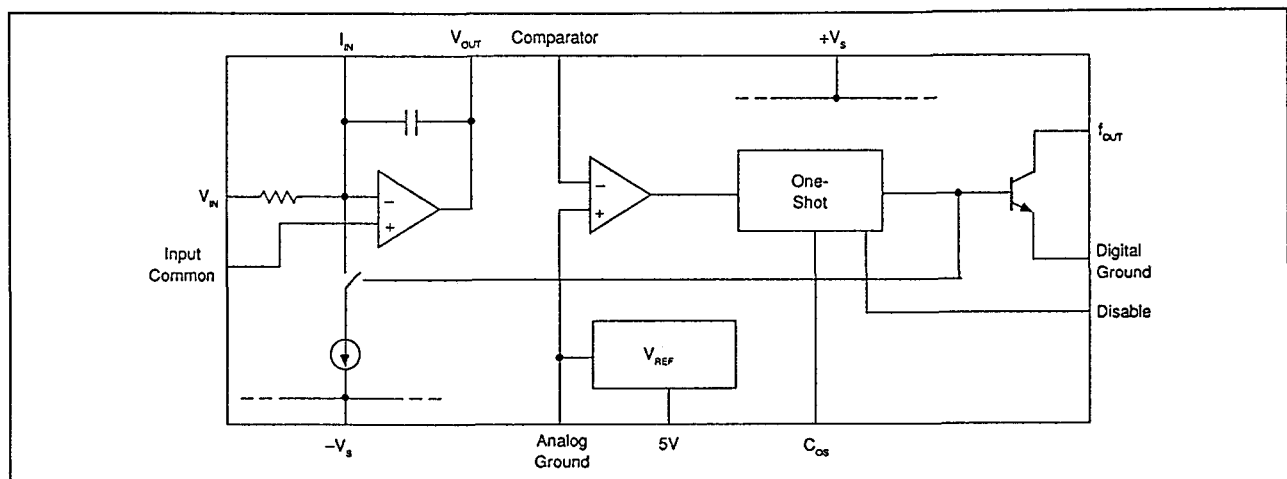 I_IN V_OUT Comparator +V_S
f_OUT
One-
Shot
V_IN
−
+
−
+
Input
Common
Digital
Ground
Disable
V_REF
−V_S Analog
Ground 5V C_OS